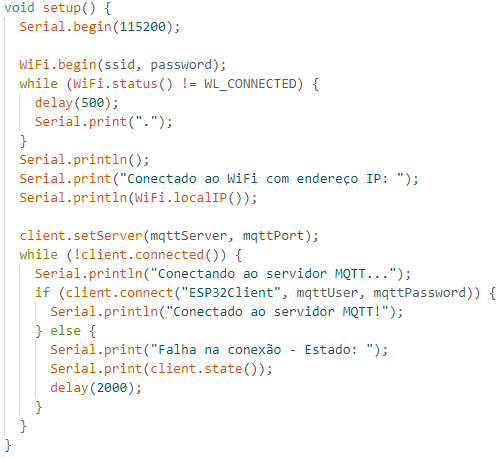 void setup() {
  Serial.begin(115200);

  WiFi.begin(ssid, password);
  while (WiFi.status() != WL_CONNECTED) {
    delay(500);
    Serial.print(".");
  }
  Serial.println();
  Serial.print("Conectado ao WiFi com endereço IP: ");
  Serial.println(WiFi.localIP());

  client.setServer(mqttServer, mqttPort);
  while (!client.connected()) {
    Serial.println("Conectando ao servidor MQTT...");
    if (client.connect("ESP32Client", mqttUser, mqttPassword)) {
      Serial.println("Conectado ao servidor MQTT!");
    } else {
      Serial.print("Falha na conexão - Estado: ");
      Serial.print(client.state());
      delay(2000);
    }
  }
}